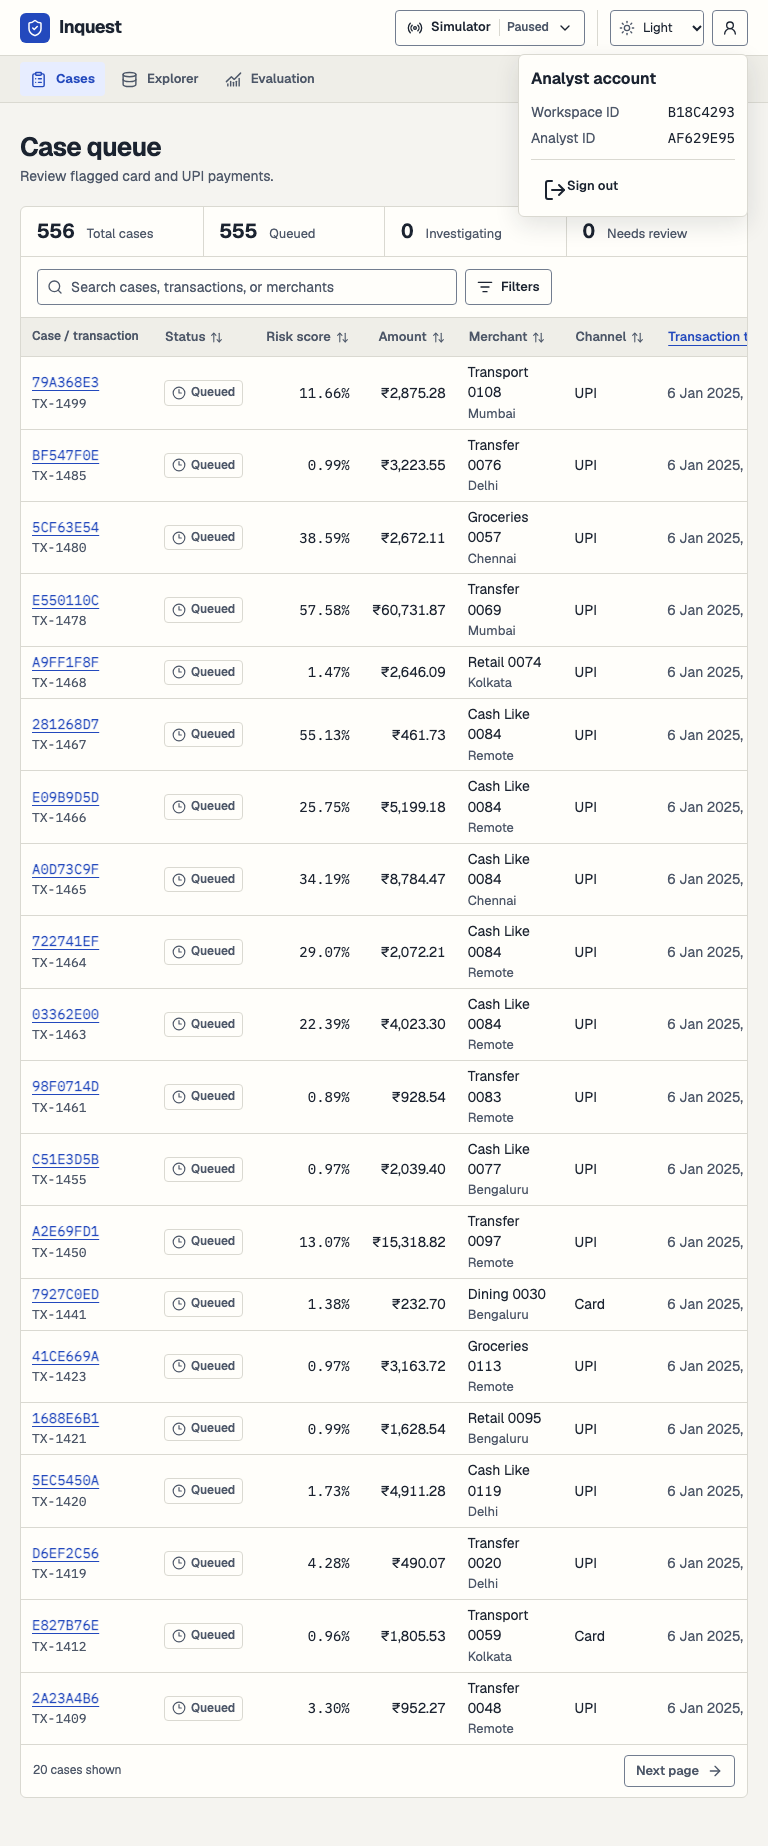 Inquest
Simulator Paused
Light
Cases
Explorer
Evaluation
Analyst account
Workspace ID B18C4293
Analyst ID AF629E95
Sign out
Case queue
Review flagged card and UPI payments.
556 Total cases
555 Queued
0 Investigating
0 Needs review
Search cases, transactions, or merchants
Filters
Case / transaction Status Risk score Amount Merchant Channel Transaction t
79A368E3
TX-1499
Queued 11.66% ₹2,875.28
Transport
0108
Mumbai
UPI 6 Jan 2025,
BF547F0E
TX-1485
Queued 0.99% ₹3,223.55
Transfer
0076
Delhi
UPI 6 Jan 2025,
5CF63E54
TX-1480
Queued 38.59% ₹2,672.11
Groceries
0057
Chennai
UPI 6 Jan 2025,
E550110C
TX-1478
Queued 57.58% ₹60,731.87
Transfer
0069
Mumbai
UPI 6 Jan 2025,
A9FF1F8F
TX-1468
Queued 1.47% ₹2,646.09
Retail 0074
Kolkata
UPI 6 Jan 2025,
281268D7
TX-1467
Queued 55.13% ₹461.73
Cash Like
0084
Remote
UPI 6 Jan 2025,
E09B9D5D
TX-1466
Queued 25.75% ₹5,199.18
Cash Like
0084
Remote
UPI 6 Jan 2025,
A0D73C9F
TX-1465
Queued 34.19% ₹8,784.47
Cash Like
0084
Chennai
UPI 6 Jan 2025,
722741EF
TX-1464
Queued 29.07% ₹2,072.21
Cash Like
0084
Remote
UPI 6 Jan 2025,
03362E00
TX-1463
Queued 22.39% ₹4,023.30
Cash Like
0084
Remote
UPI 6 Jan 2025,
98F0714D
TX-1461
Queued 0.89% ₹928.54
Transfer
0083
Remote
UPI 6 Jan 2025,
C51E3D5B
TX-1455
Queued 0.97% ₹2,039.40
Cash Like
0077
Bengaluru
UPI 6 Jan 2025,
A2E69FD1
TX-1450
Queued 13.07% ₹15,318.82
Transfer
0097
Remote
UPI 6 Jan 2025,
7927C0ED
TX-1441
Queued 1.38% ₹232.70
Dining 0030
Bengaluru
Card 6 Jan 2025,
41CE669A
TX-1423
Queued 0.97% ₹3,163.72
Groceries
0113
Remote
UPI 6 Jan 2025,
1688E6B1
TX-1421
Queued 0.99% ₹1,628.54
Retail 0095
Bengaluru
UPI 6 Jan 2025,
5EC5450A
TX-1420
Queued 1.73% ₹4,911.28
Cash Like
0119
Delhi
UPI 6 Jan 2025,
D6EF2C56
TX-1419
Queued 4.28% ₹490.07
Transfer
0020
Delhi
UPI 6 Jan 2025,
E827B76E
TX-1412
Queued 0.96% ₹1,805.53
Transport
0059
Kolkata
Card 6 Jan 2025,
2A23A4B6
TX-1409
Queued 3.30% ₹952.27
Transfer
0048
Remote
UPI 6 Jan 2025,
20 cases shown
Next page